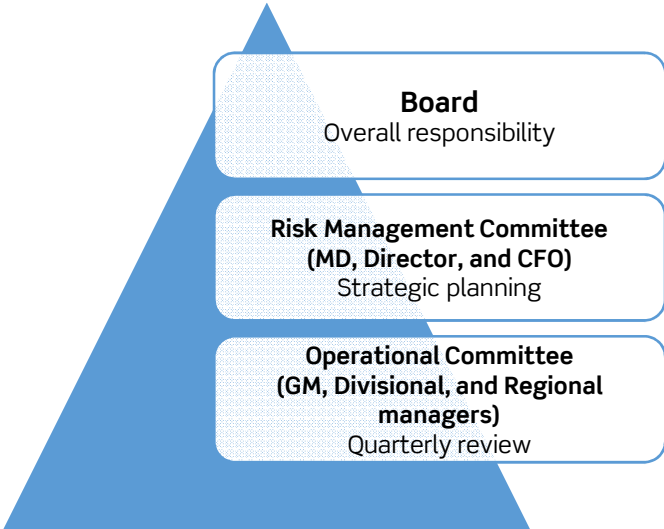 Board
Overall responsibility
Risk Management Committee
(MD, Director, and CFO)
Strategic planning
Operational Committee
(GM, Divisional, and Regional
managers)
Quarterly review